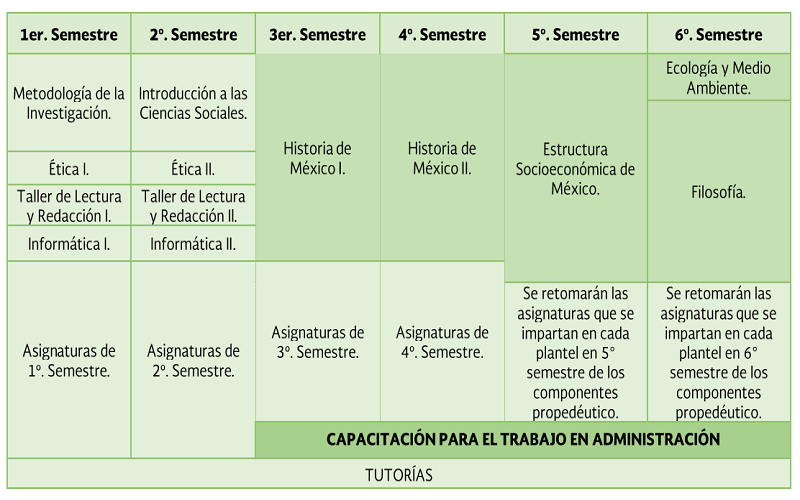 1er. Semestre
2º. Semestre
3er. Semestre
4º. Semestre
5º. Semestre
6º. Semestre
Metodología de la
Investigación.
Introducción a las
Ciencias Sociales.
Historia de
México I.
Historia de
México II.
Estructura
Socioeconómica de
México.
Ecología y Medio
Ambiente.
Filosofía.
Ética I.
Ética II.
Taller de Lectura
y Redacción I.
Taller de Lectura
y Redacción II.
Informática I.
Informática II.
Asignaturas de
1º. Semestre.
Asignaturas de
2º. Semestre.
Asignaturas de
3º. Semestre.
Asignaturas de
4º. Semestre.
Se retomarán las
asignaturas que se
impartan en cada
plantel en 5°
semestre de los
componentes
propedéutico.
Se retomarán las
asignaturas que se
impartan en cada
plantel en 6°
semestre de los
componentes
propedéutico.
CAPACITACIÓN PARA EL TRABAJO EN ADMINISTRACIÓN
TUTORÍAS